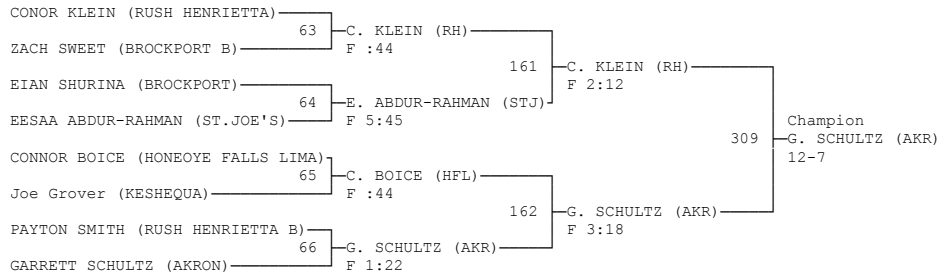 CONOR KLEIN (RUSH HENRIETTA)
63 C. KLEIN (RH)
ZACH SWEET (BROCKPORT B) F :44
161 C. KLEIN (RH)
EIAN SHURINA (BROCKPORT) F 2:12
64 E. ABDUR-RAHMAN (STJ)
EESAA ABDUR-RAHMAN (ST.JOE'S) F 5:45 Champion
309 G. SCHULTZ (AKR)
CONNOR BOICE (HONEOYE FALLS LIMA) 12-7
65 C. BOICE (HFL)
Joe Grover (KESHEQUA) F :44
162 G. SCHULTZ (AKR)
PAYTON SMITH (RUSH HENRIETTA B) F 3:18
66 G. SCHULTZ (AKR)
GARRETT SCHULTZ (AKRON) F 1:22